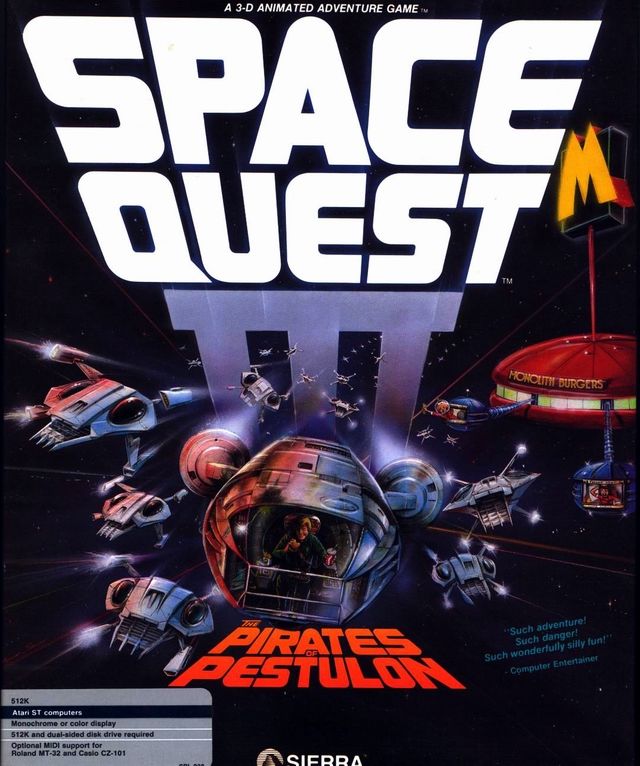 A 3-D ANIMATED ADVENTURE GAME TM
SPACE
QUEST TM
III
M
MONOLITH BURGERS
THE
PIRATES
OF
PESTULON
"Such adventure!
Such danger!
Such wonderfully silly fun!"
- Computer Entertainer
512K
Atari ST computers
Monochrome or color display
512K and dual-sided disk drive required
Optional MIDI support for
Roland MT-32 and Casio CZ-101
SIERRA